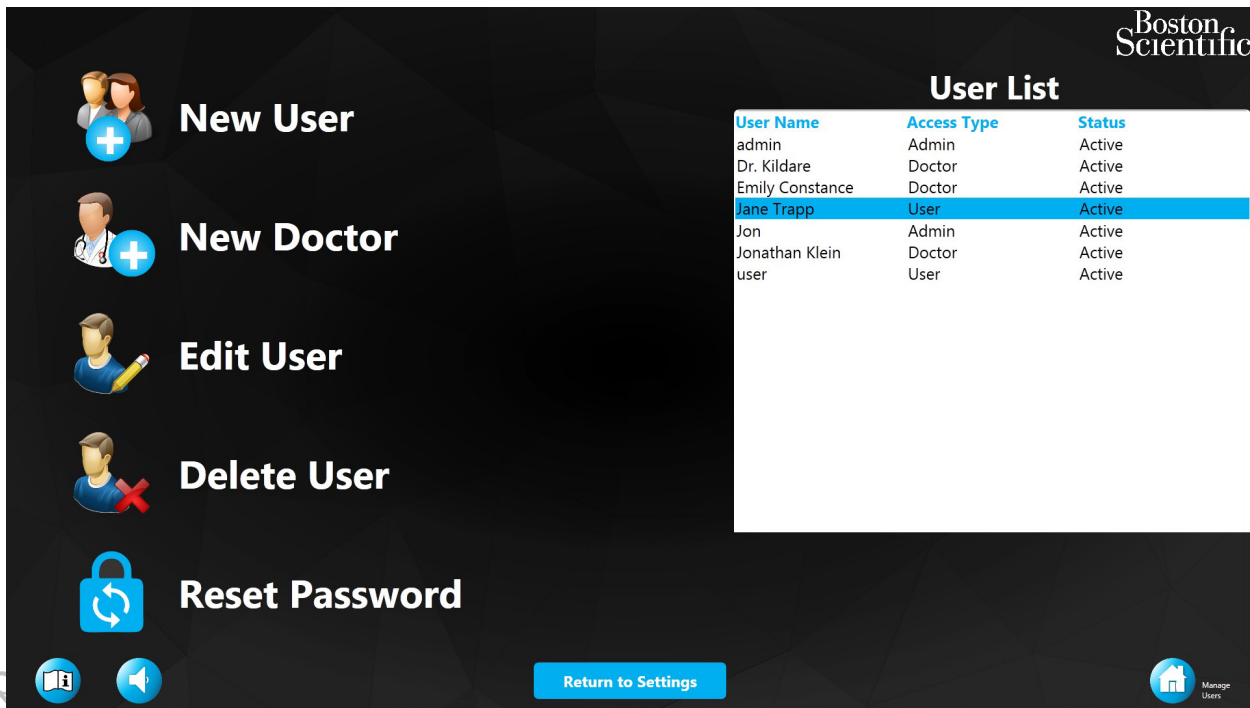 Boston
Scientific
New User
New Doctor
Edit User
Delete User
Reset Password
User List
User Name Access Type Status
admin Admin Active
Dr. Kildare Doctor Active
Emily Constance Doctor Active
Jane Trapp User Active
Jon Admin Active
Jonathan Klein Doctor Active
user User Active
i
Return to Settings
Manage
Users